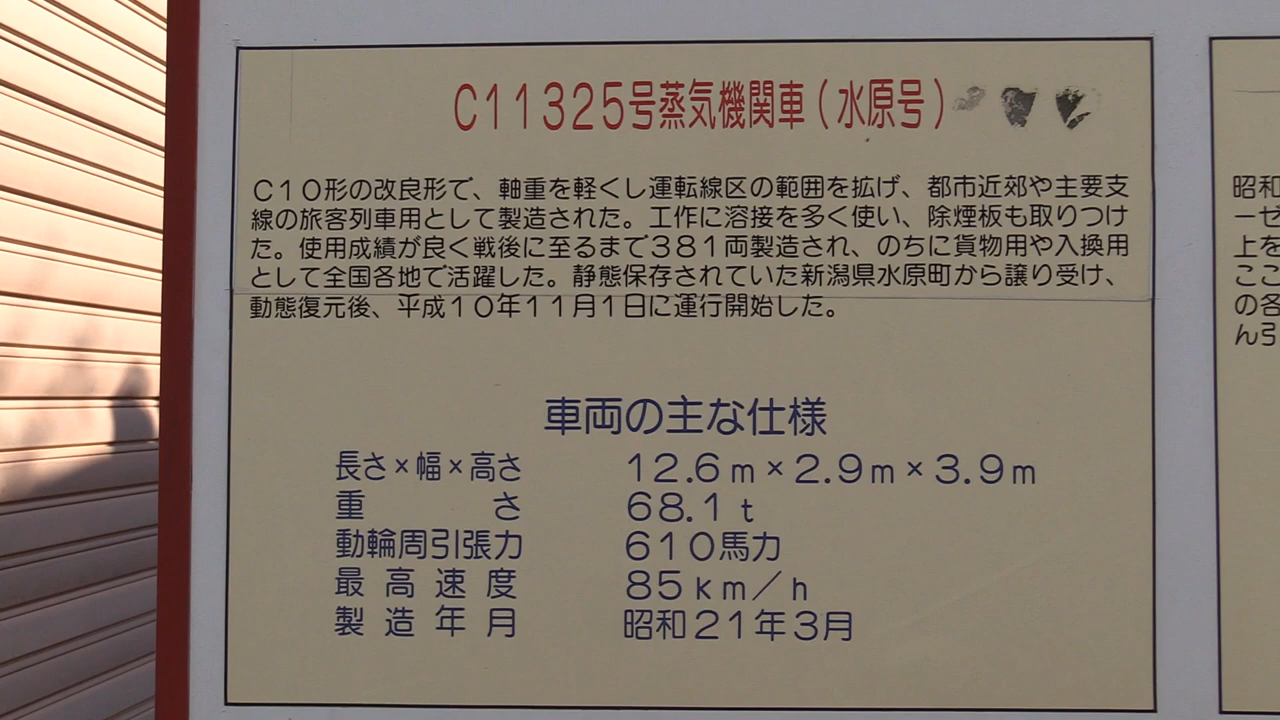 C11325号蒸気機関車(水原号)
C10形の改良形で、軸重を軽くし運転線区の範囲を拡げ、都市近郊や主要支
線の旅客列車用として製造された。工作に溶接を多く使い、除煙板も取りつけ
た。使用成績が良く戦後に至るまで381両製造され、のちに貨物用や入換用
として全国各地で活躍した。静態保存されていた新潟県水原町から譲り受け、
動態復元後、平成10年11月1日に運行開始した。
車両の主な仕様
長さ×幅×高さ 12.6m×2.9m×3.9m
重さ 68.1t
動輪周引張力 610馬力
最高速度 85km/h
製造年月 昭和21年3月
昭和
ーゼ
上を
ここ
の各
ん引